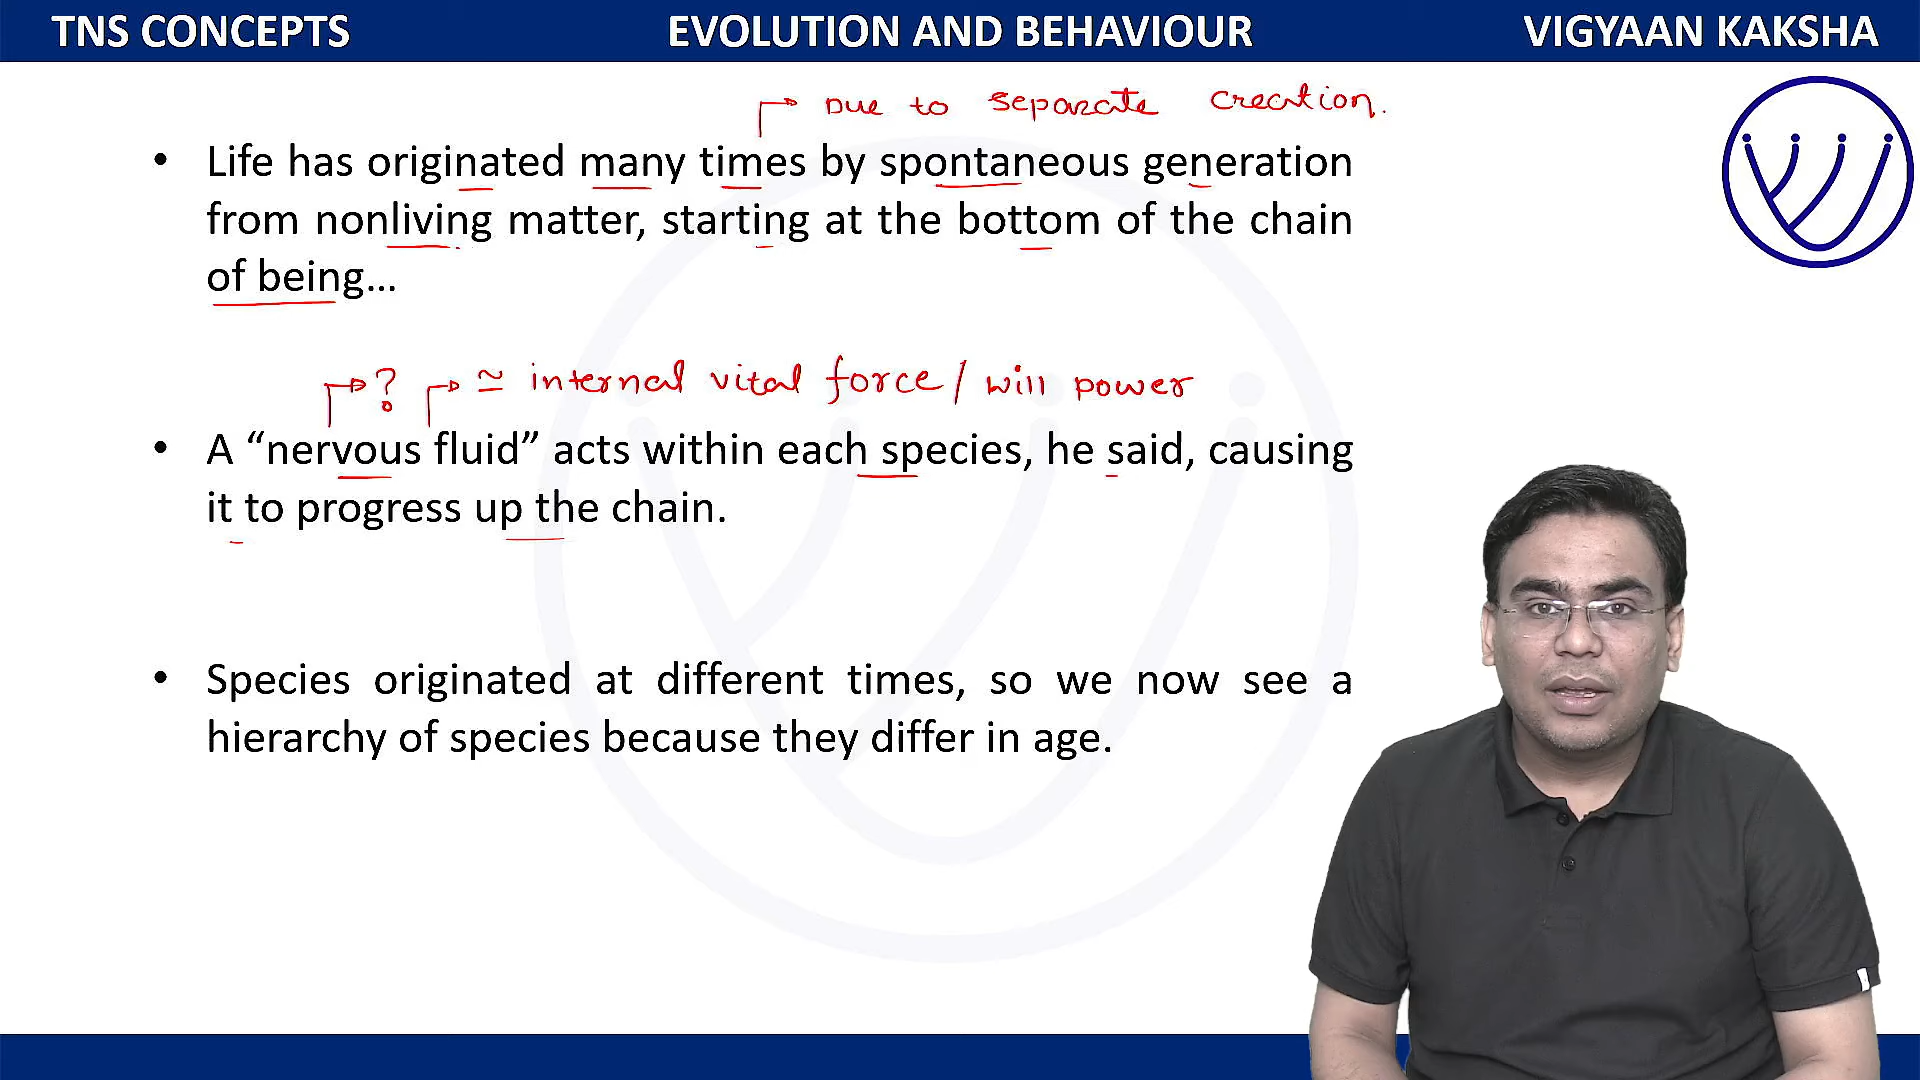 TNS CONCEPTS EVOLUTION AND BEHAVIOUR VIGYAAN KAKSHA
Due to separate creation.
• Life has originated many times by spontaneous generation
from nonliving matter, starting at the bottom of the chain
of being…
? ≃ internal vital force / will power
• A “nervous fluid” acts within each species, he said, causing
it to progress up the chain.
• Species originated at different times, so we now see a
hierarchy of species because they differ in age.